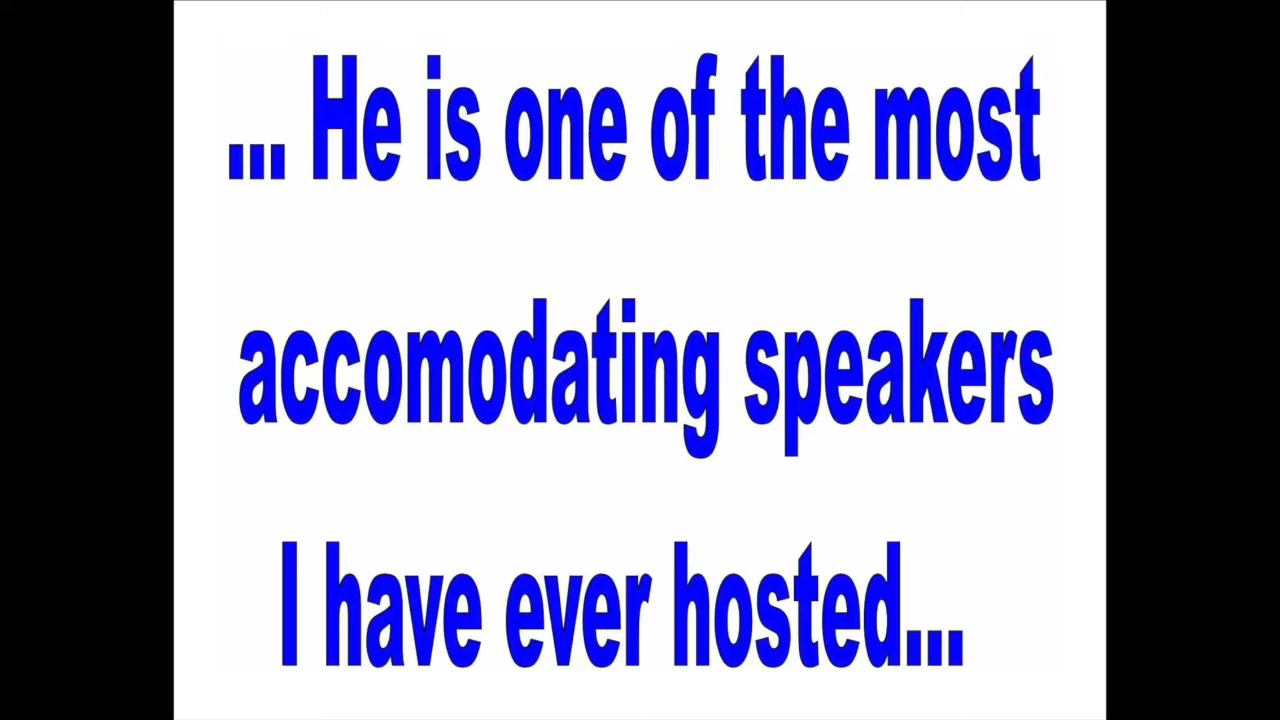 ... He is one of the most
accomodating speakers
I have ever hosted...